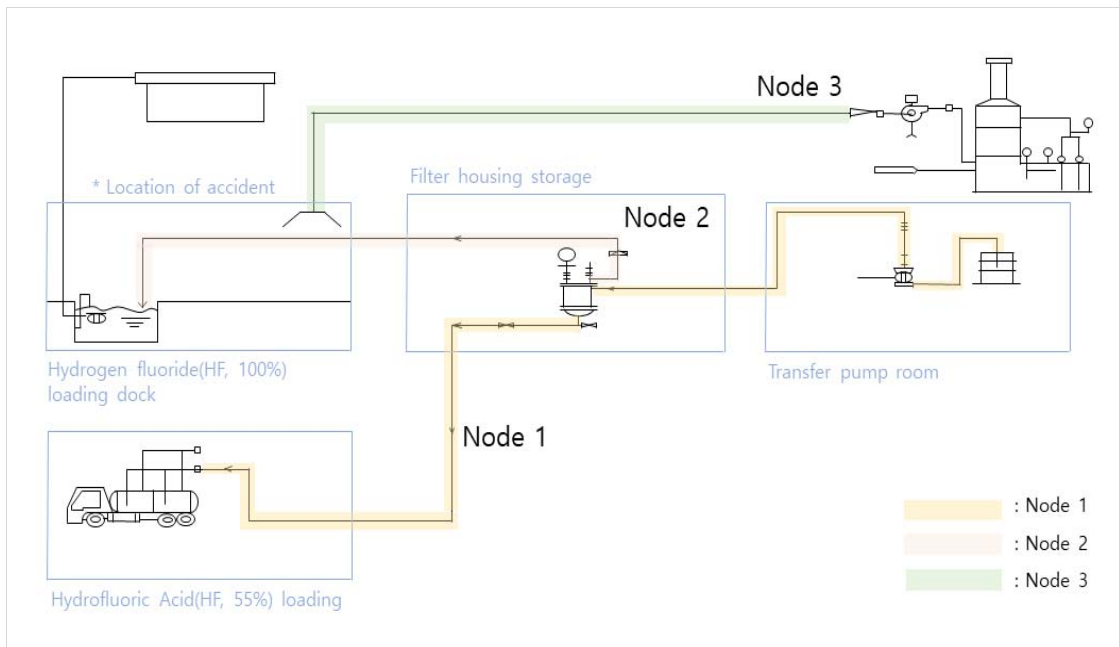 Node 3
* Location of accident
Filter housing storage
Node 2
Hydrogen fluoride(HF, 100%)
loading dock
Transfer pump room
Node 1
Hydrofluoric Acid(HF, 55%) loading
: Node 1
: Node 2
: Node 3